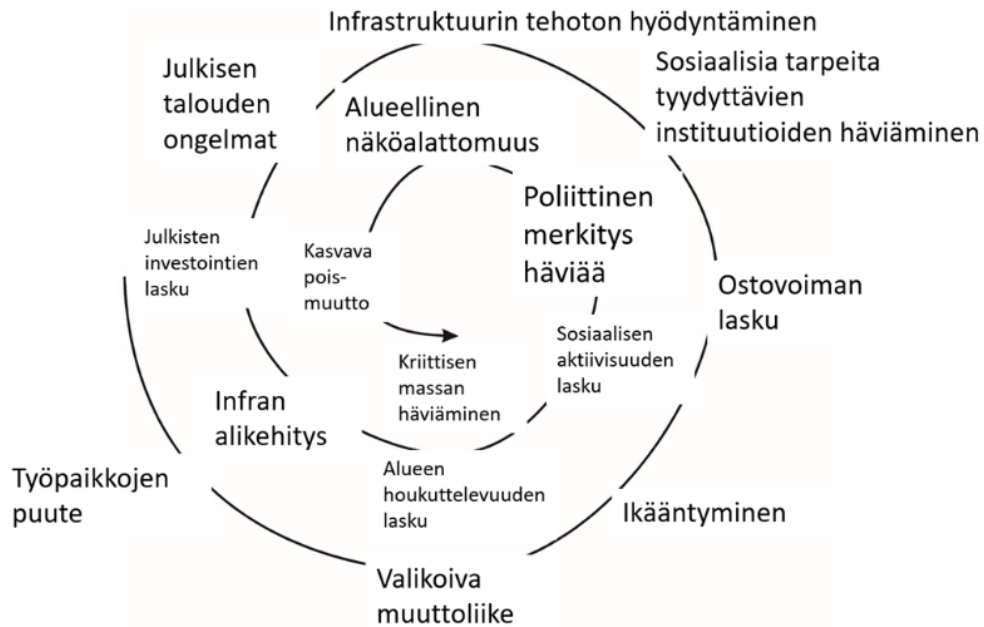 Infrastruktuurin tehoton hyödyntäminen
Julkisen
talouden
ongelmat
Sosiaalisia tarpeita
tyydyttävien
instituutioiden häviäminen
Alueellinen
näköalattomuus
Poliittinen
merkitys
häviää
Julkisten
investointien
lasku
Kasvava
pois-
muutto
Ostovoiman
lasku
Sosiaalisen
aktiivisuuden
lasku
Kriittisen
massan
häviäminen
Infran
alikehitys
Alueen
houkuttelevuuden
lasku
Työpaikkojen
puute
Ikääntyminen
Valikoiva
muuttoliike